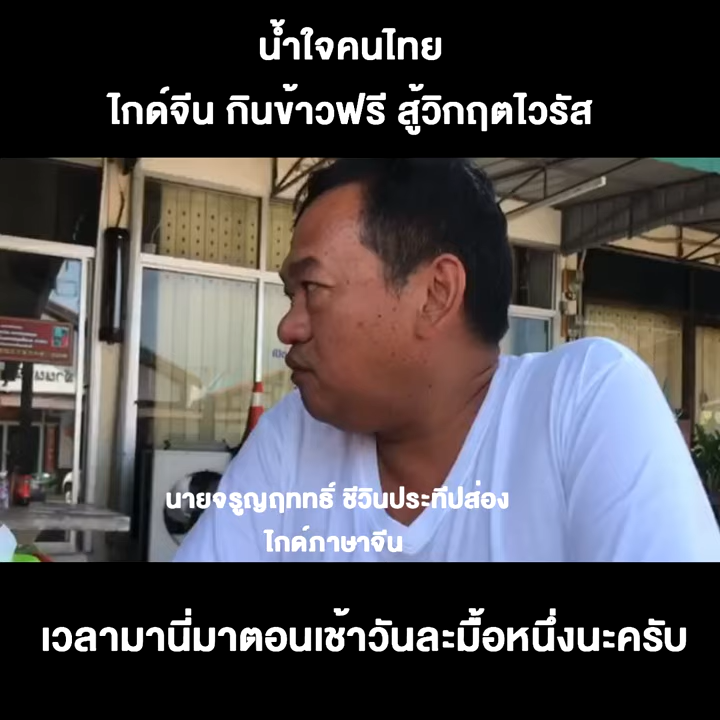 น้ำใจคนไทย
ไกด์จีน กินข้าวฟรี สู้วิกฤตไวรัส
นายจรูญฤททธิ์ ชีวินประทีปส่อง
ไกด์ภาษาจีน
เวลามานี่มาตอนเช้าวันละมื้อหนึ่งนะครับ